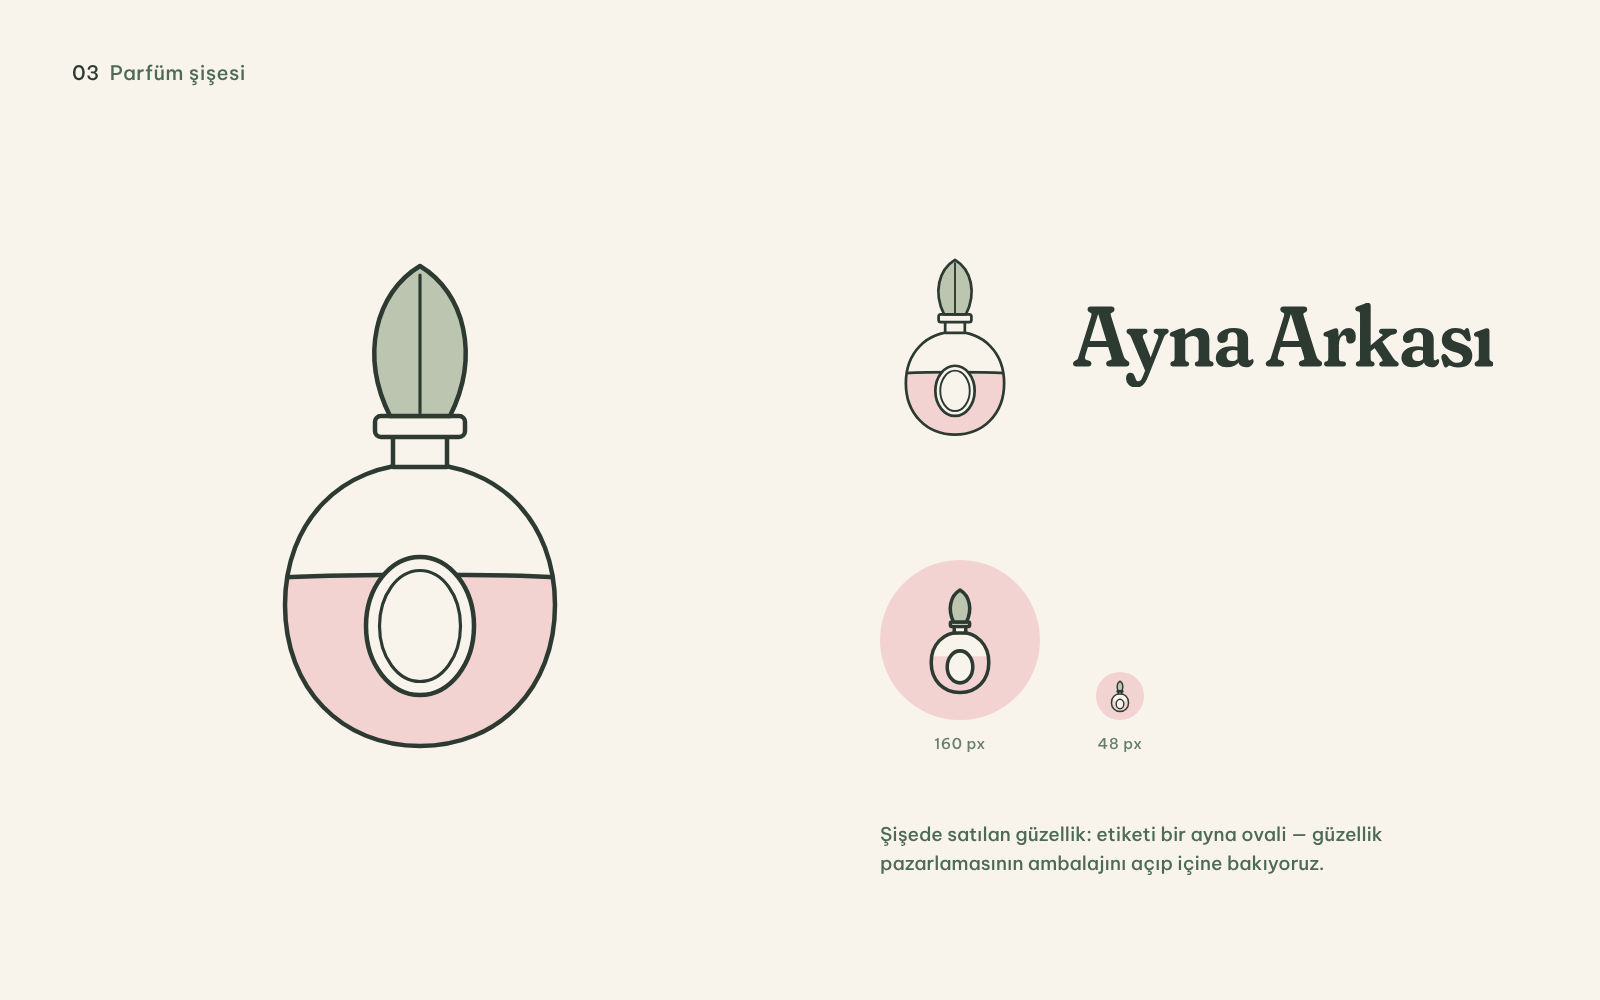 03 Parfüm şişesi
Ayna Arkası
160 px
48 px
Şişede satılan güzellik: etiketi bir ayna ovali — güzellik
pazarlamasının ambalajını açıp içine bakıyoruz.